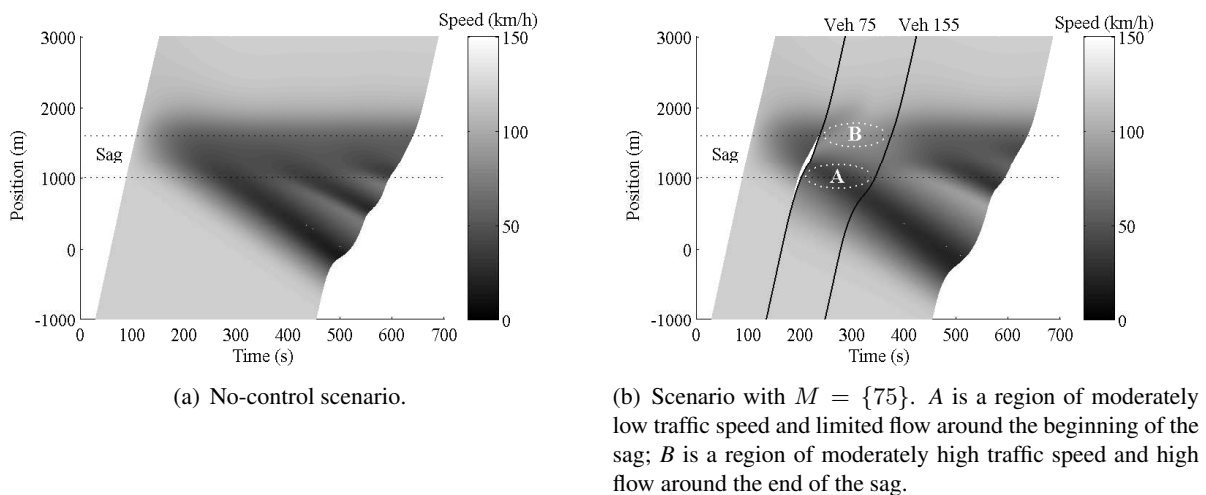 Speed (km/h)
3000
2000
1000
0
-1000
Position (m)
Sag
0 100 200 300 400 500 600 700
Time (s)
150
100
50
0
(a) No-control scenario.
Veh 75 Veh 155
Speed (km/h)
3000
2000
1000
0
-1000
Position (m)
Sag
B
A
0 100 200 300 400 500 600 700
Time (s)
150
100
50
0
(b) Scenario with M = {75}. A is a region of moderately
low traffic speed and limited flow around the beginning of the
sag; B is a region of moderately high traffic speed and high
flow around the end of the sag.